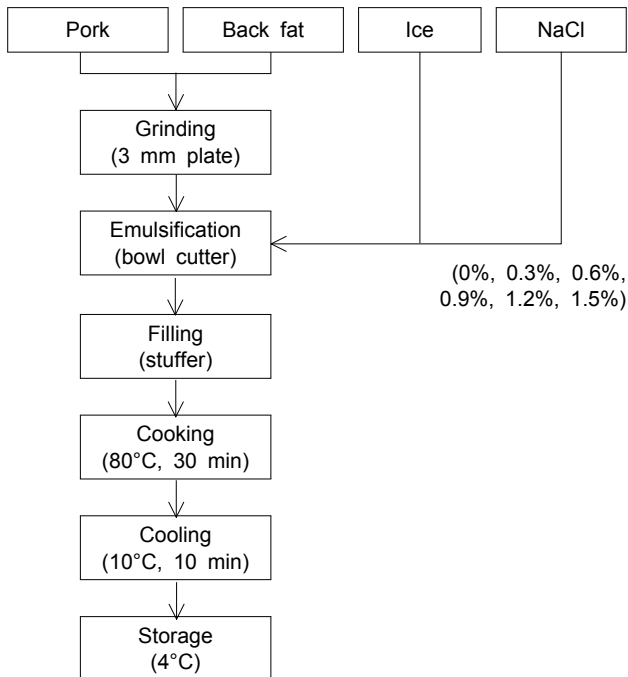 Pork
Back fat
Ice
NaCl
Grinding
(3 mm plate)
Emulsification
(bowl cutter)
(0%, 0.3%, 0.6%,
0.9%, 1.2%, 1.5%)
Filling
(stuffer)
Cooking
(80°C, 30 min)
Cooling
(10°C, 10 min)
Storage
(4°C)